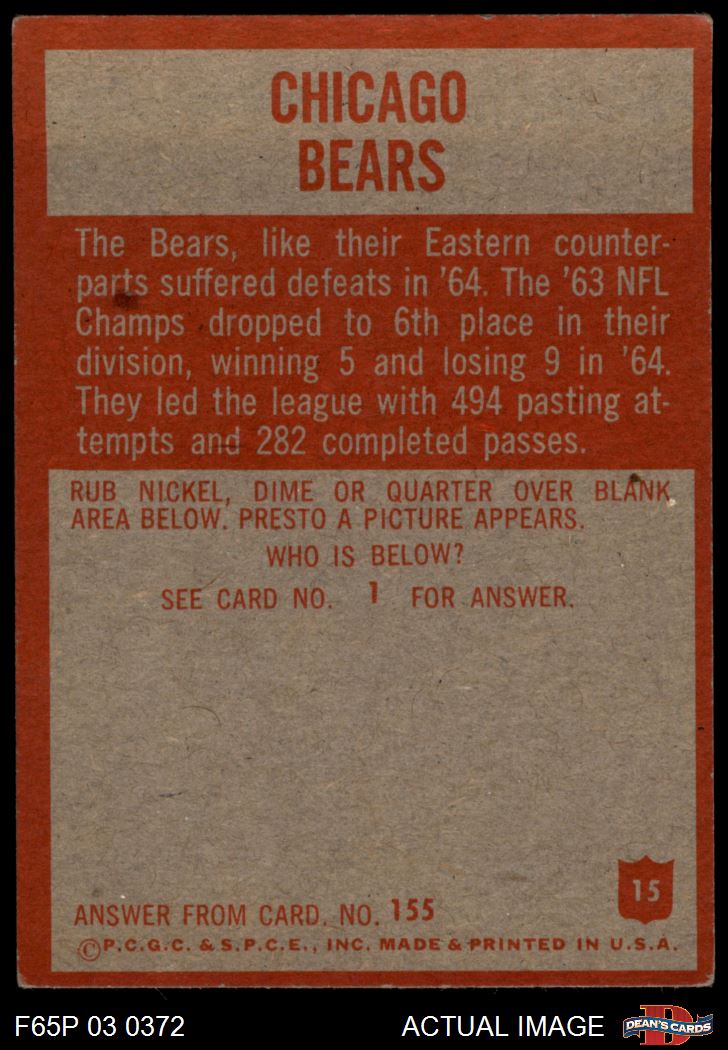 CHICAGO
BEARS
The Bears, like their Eastern counter-
parts suffered defeats in '64. The '63 NFL
Champs dropped to 6th place in their
division, winning 5 and losing 9 in '64.
They led the league with 494 pasting at-
tempts and 282 completed passes.
RUB NICKEL, DIME OR QUARTER OVER BLANK
AREA BELOW. PRESTO A PICTURE APPEARS.
WHO IS BELOW?
SEE CARD NO. 1 FOR ANSWER.
15
ANSWER FROM CARD. NO. 155
©P.C.G.C. & S.P.C.E., INC. MADE & PRINTED IN U.S.A.
F65P 03 0372
ACTUAL IMAGE
D
DEAN'S CARDS